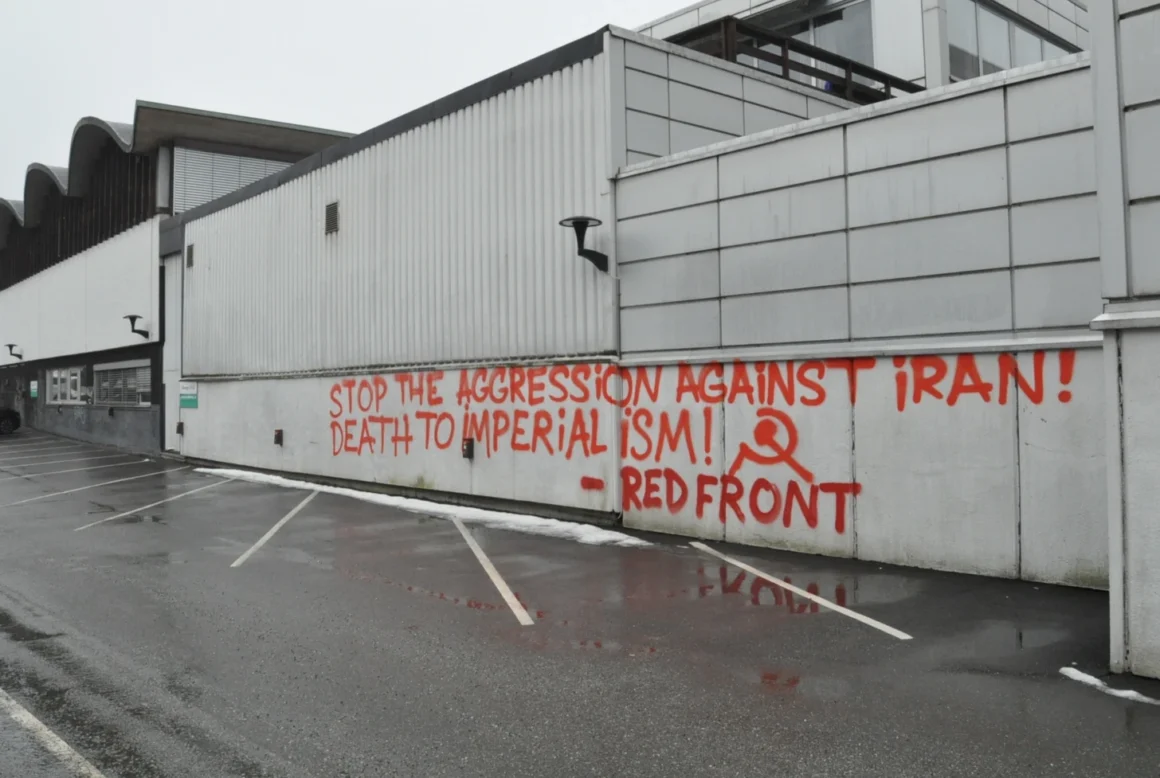 STOP THE AGGRESSiON AGAiNST iRAN!
DEATH TO iMPERiALiSM!
- RED FRONT